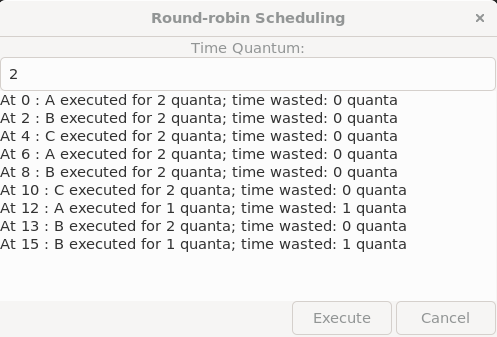 Round-robin Scheduling ×
Time Quantum:
2
At 0 : A executed for 2 quanta; time wasted: 0 quanta
At 2 : B executed for 2 quanta; time wasted: 0 quanta
At 4 : C executed for 2 quanta; time wasted: 0 quanta
At 6 : A executed for 2 quanta; time wasted: 0 quanta
At 8 : B executed for 2 quanta; time wasted: 0 quanta
At 10 : C executed for 2 quanta; time wasted: 0 quanta
At 12 : A executed for 1 quanta; time wasted: 1 quanta
At 13 : B executed for 2 quanta; time wasted: 0 quanta
At 15 : B executed for 1 quanta; time wasted: 1 quanta
Execute Cancel